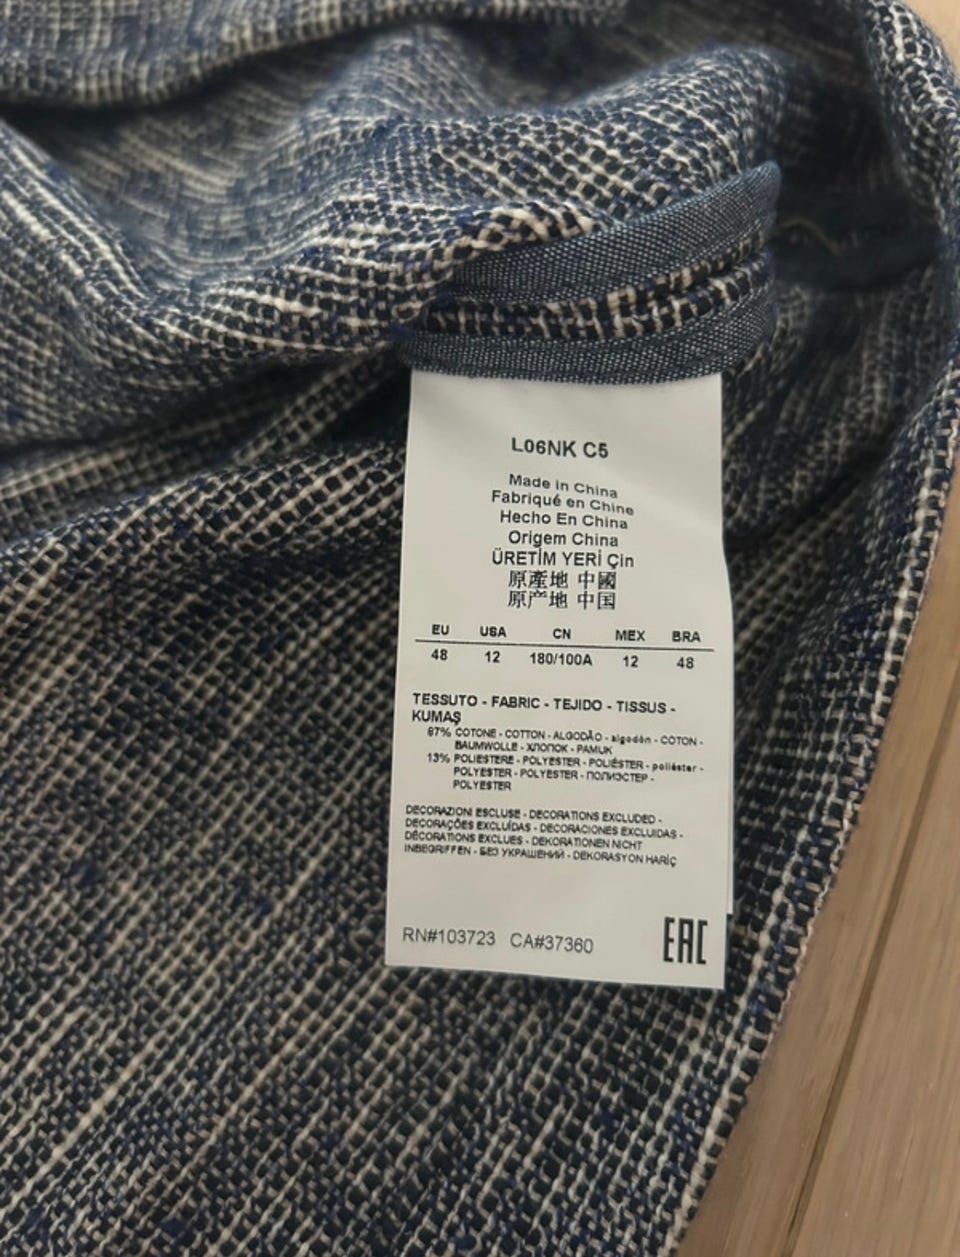 L06NK C5
Made in China
Fabriqué en Chine
Hecho En China
Origem China
ÜRETİM YERİ Çin
原產地 中國
原产地 中国
EU USA CN MEX BRA
48 12 180/100A 12 48
TESSUTO - FABRIC - TEJIDO - TISSUS -
KUMAŞ
87% COTONE - COTTON - ALGODÃO - algodón - COTON -
BAUMWOLLE - ХЛОПОК - PAMUK
13% POLIESTERE - POLYESTER - POLIÉSTER - poliéster -
POLYESTER - POLYESTER - ПОЛИЭСТЕР -
POLYESTER
DECORAZIONI ESCLUSE - DECORATIONS EXCLUDED -
DECORAÇÕES EXCLUÍDAS - DECORACIONES EXCLUIDAS -
DÉCORATIONS EXCLUES - DEKORATIONEN NICHT
INBEGRIFFEN - БЕЗ УКРАШЕНИЙ - DEKORASYON HARİÇ
RN#103723 CA#37360
EAC